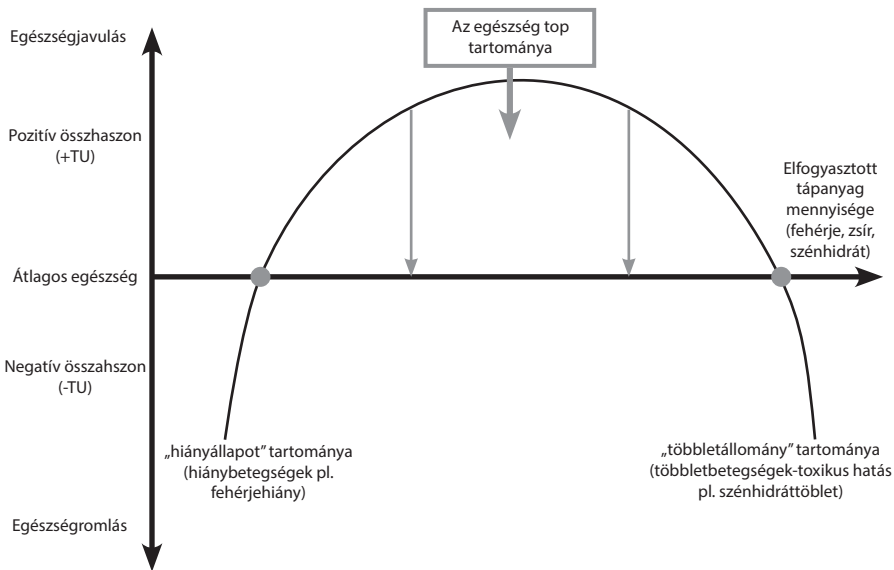 Egészségjavulás
Az egészség top
tartománya
Pozitív összhaszon
(+TU)
Elfogyasztott
tápanyag
mennyisége
(fehérje, zsír,
szénhidrát)
Átlagos egészség
Negatív összahszon
(-TU)
„hiányállapot” tartománya
(hiánybetegségek pl.
fehérjehiány)
„többletállomány” tartománya
(többletbetegségek-toxikus hatás
pl. szénhidráttöblet)
Egészségromlás